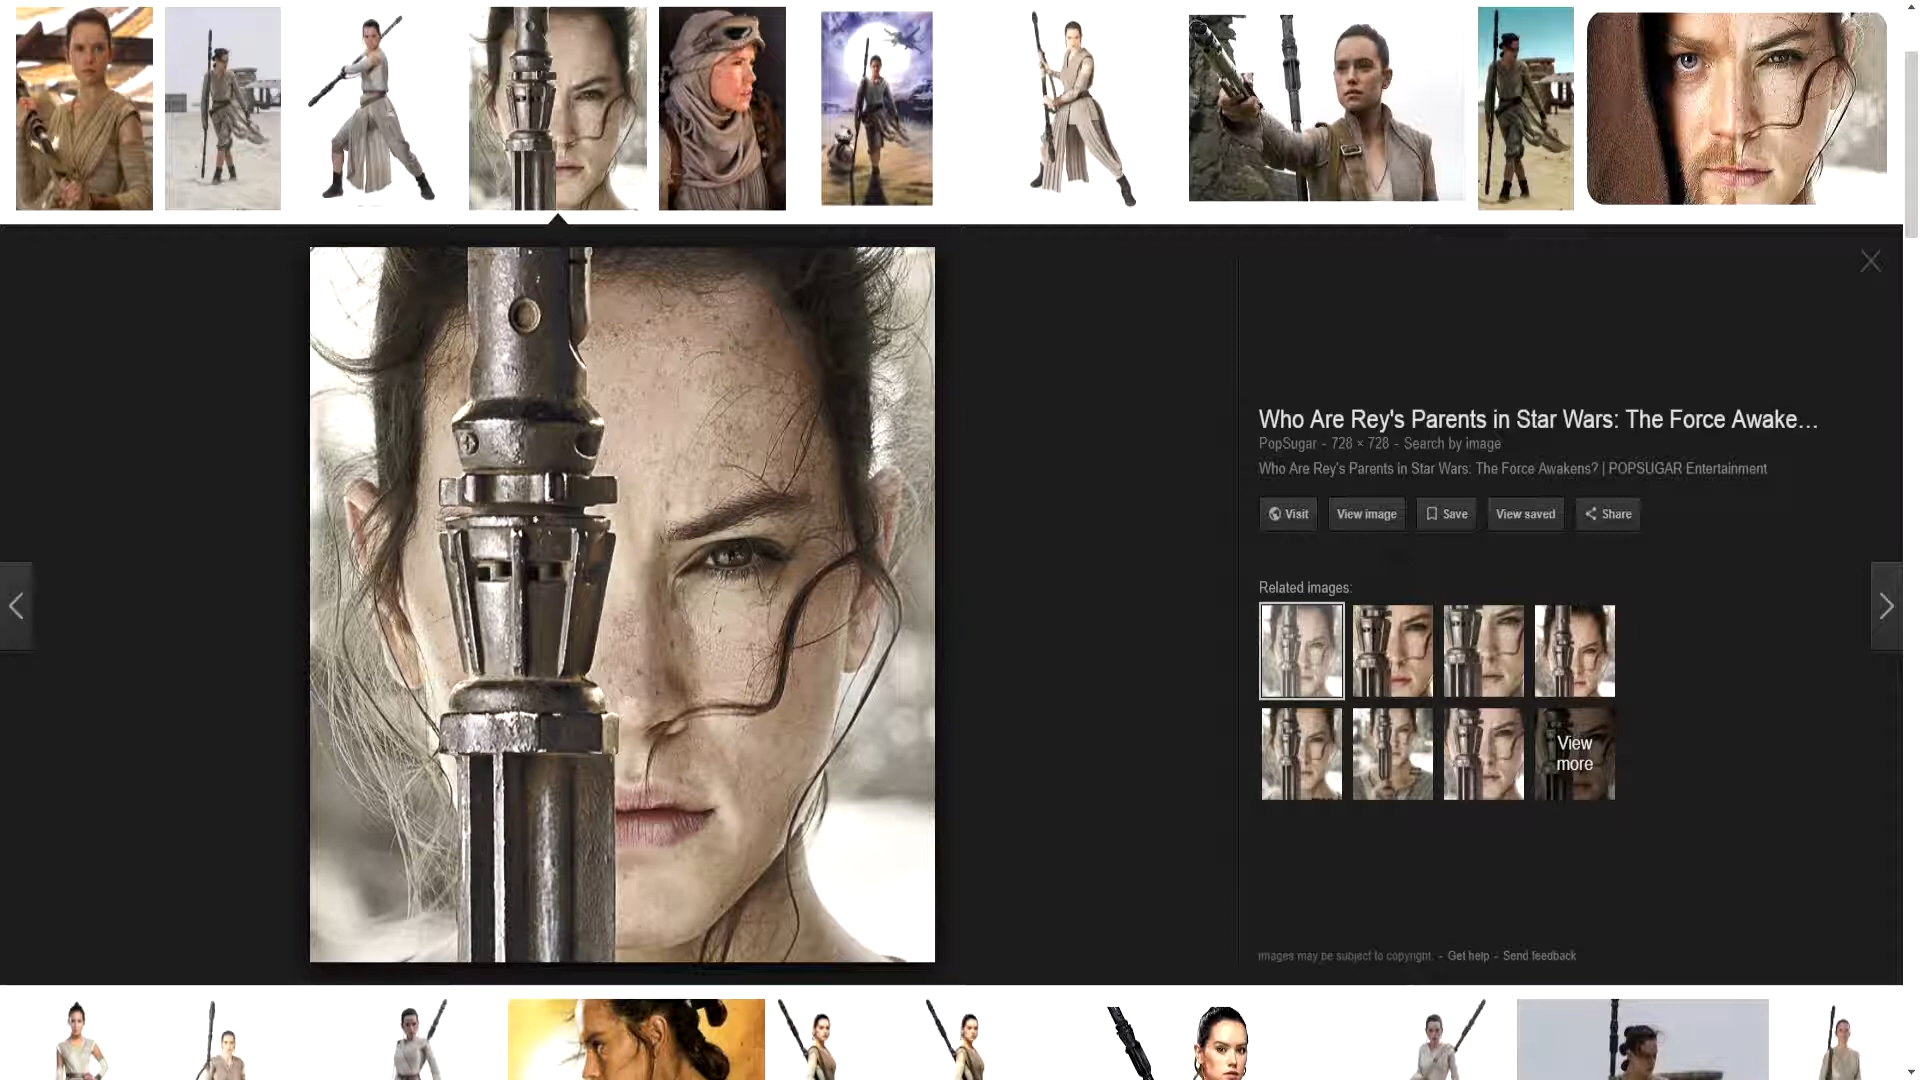 Who Are Rey's Parents in Star Wars: The Force Awake...
PopSugar - 728 × 728 - Search by image
Who Are Rey's Parents in Star Wars: The Force Awakens? | POPSUGAR Entertainment
Visit View image Save View saved Share
Related images:
View
more
Images may be subject to copyright. - Get help - Send feedback